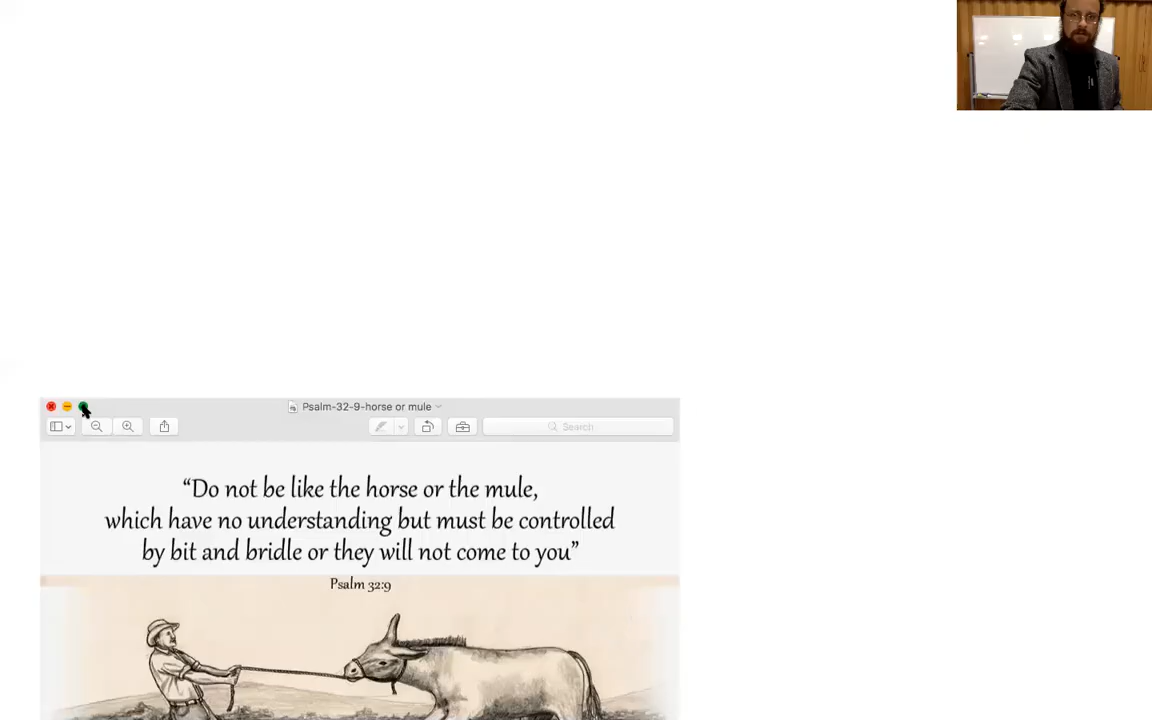 Psalm-32-9-horse or mule
Search
“Do not be like the horse or the mule,
which have no understanding but must be controlled
by bit and bridle or they will not come to you”
Psalm 32:9